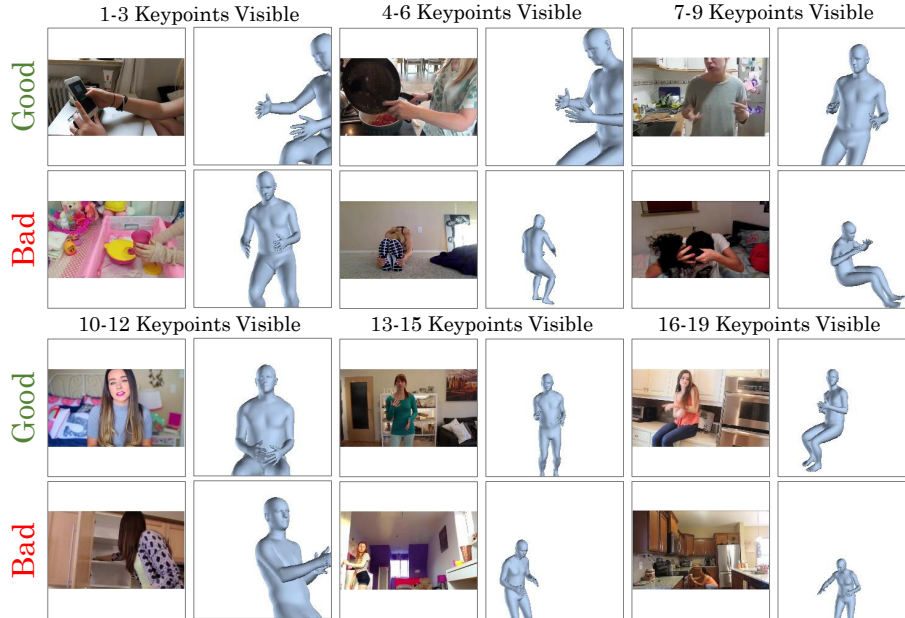 1-3 Keypoints Visible
4-6 Keypoints Visible
7-9 Keypoints Visible
Good
Bad
10-12 Keypoints Visible
13-15 Keypoints Visible
16-19 Keypoints Visible
Good
Bad